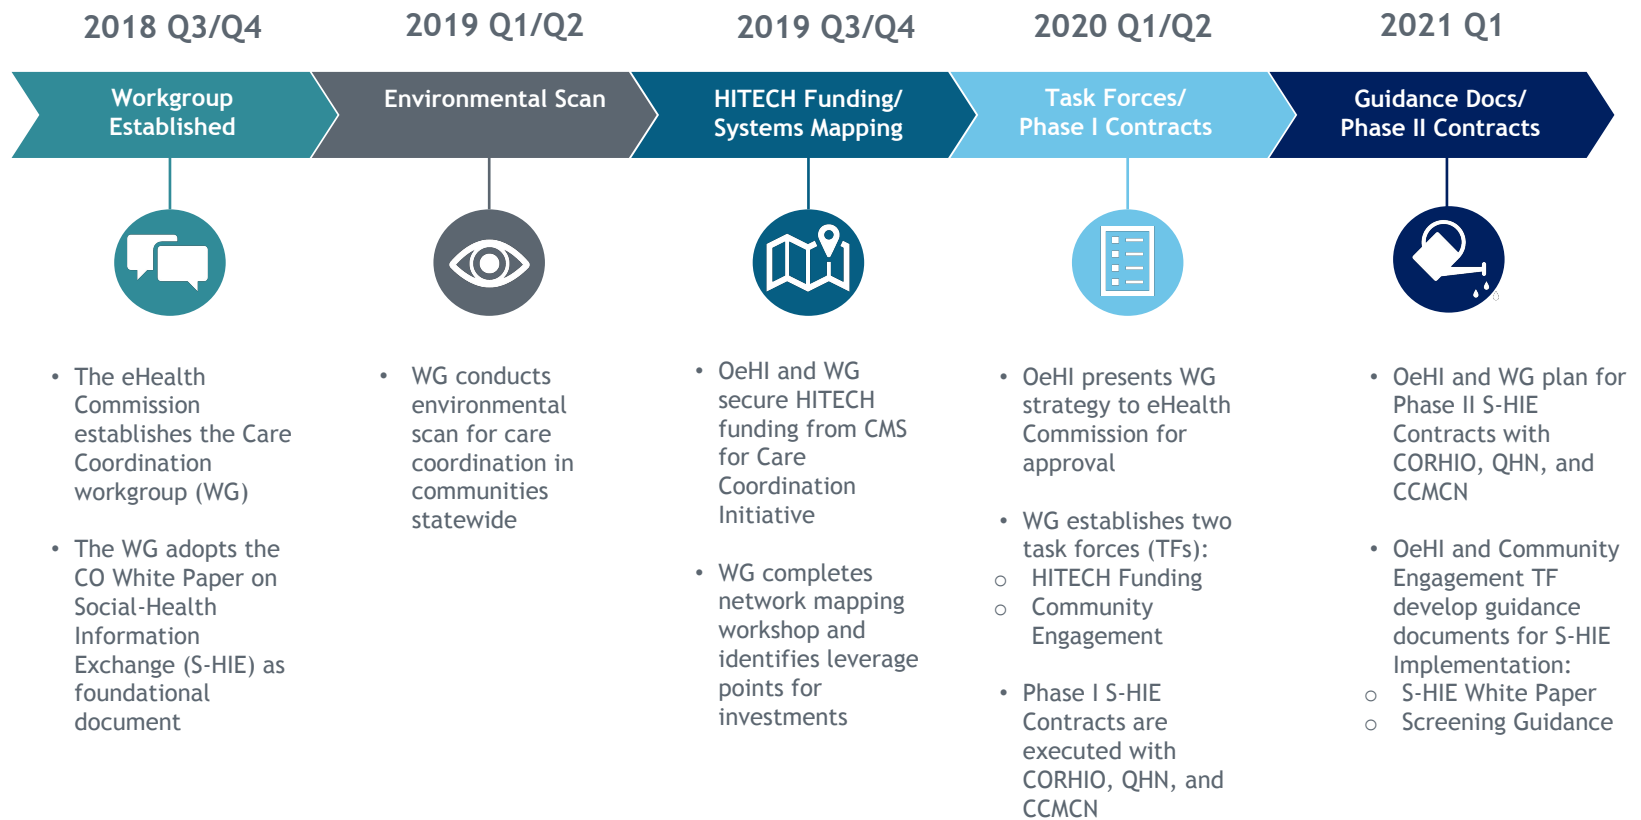 2018 Q3/Q4
2019 Q1/Q2
2019 Q3/Q4
2020 Q1/Q2
2021 Q1
Workgroup
Established
Environmental Scan
HITECH Funding/
Systems Mapping
Task Forces/
Phase I Contracts
Guidance Docs/
Phase II Contracts
• The eHealth
Commission
establishes the Care
Coordination
workgroup (WG)
• The WG adopts the
CO White Paper on
Social-Health
Information
Exchange (S-HIE) as
foundational
document
• WG conducts
environmental
scan for care
coordination in
communities
statewide
• OeHI and WG
secure HITECH
funding from CMS
for Care
Coordination
Initiative
• WG completes
network mapping
workshop and
identifies leverage
points for
investments
• OeHI presents WG
strategy to eHealth
Commission for
approval
• WG establishes two
task forces (TFs):
○ HITECH Funding
○ Community
Engagement
• Phase I S-HIE
Contracts are
executed with
CORHIO, QHN, and
CCMCN
• OeHI and WG plan for
Phase II S-HIE
Contracts with
CORHIO, QHN, and
CCMCN
• OeHI and Community
Engagement TF
develop guidance
documents for S-HIE
Implementation:
○ S-HIE White Paper
○ Screening Guidance